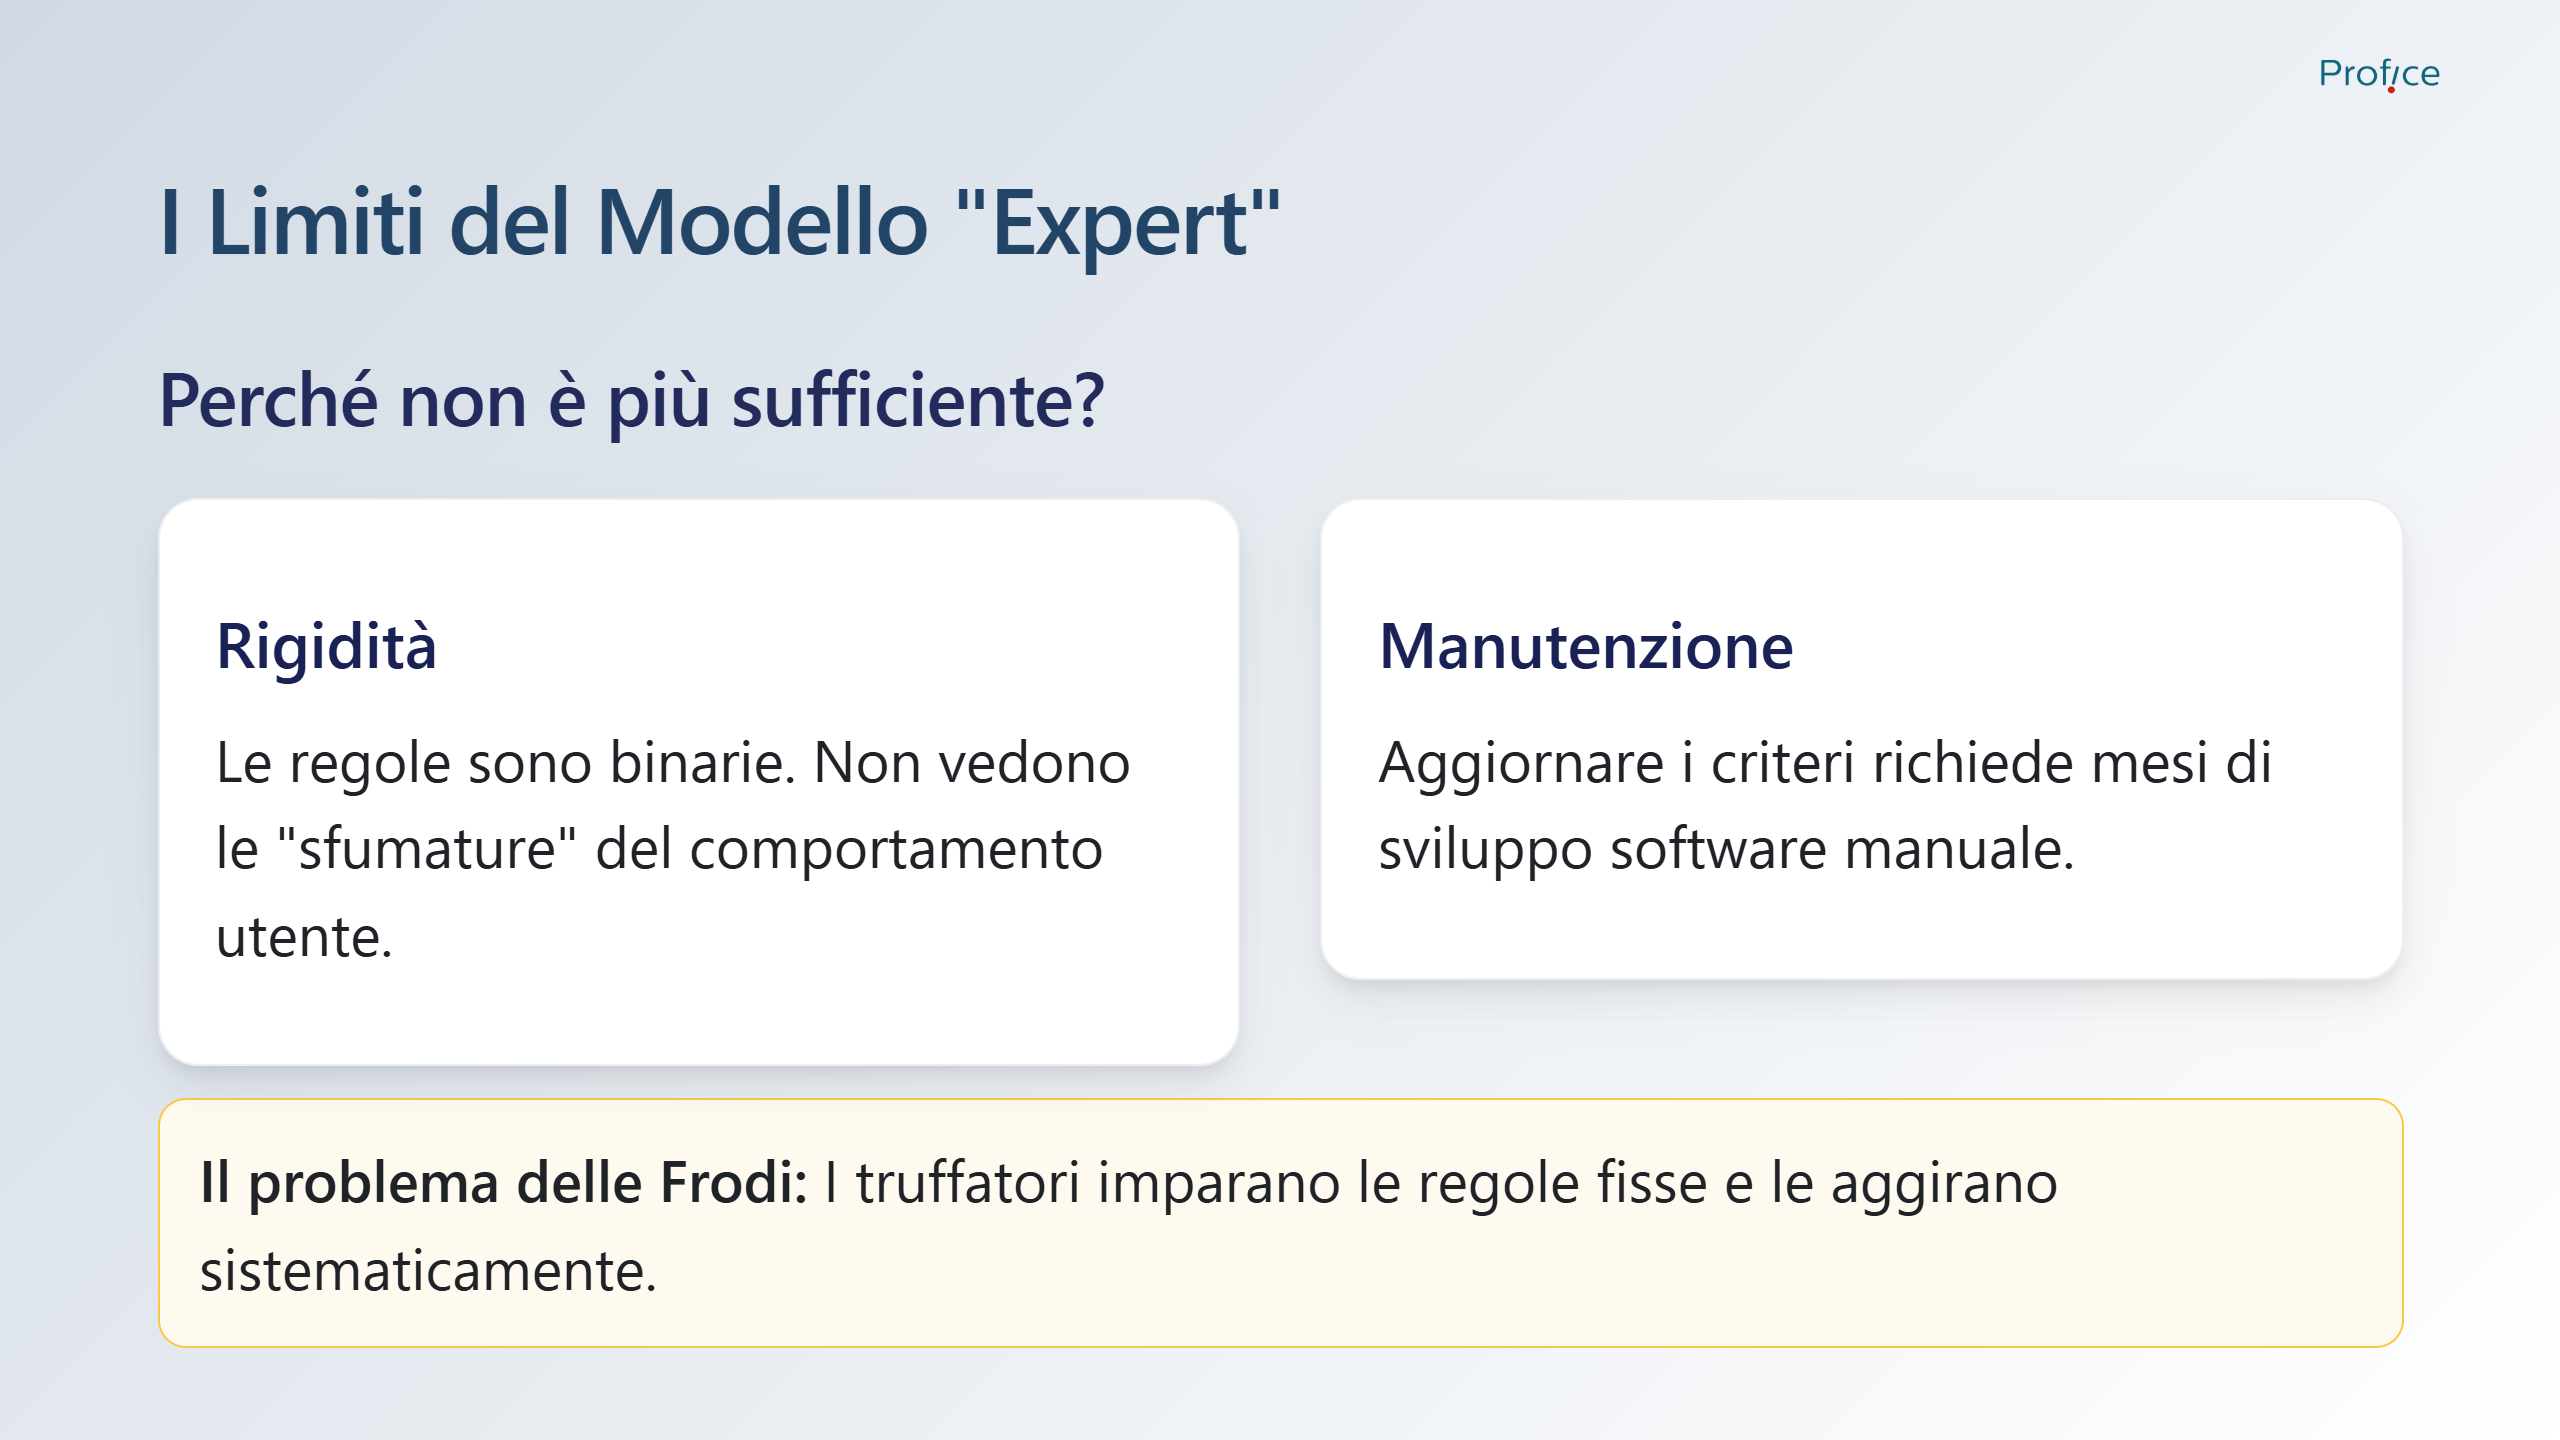 Profice
I Limiti del Modello "Expert"
Perché non è più sufficiente?
Rigidità
Le regole sono binarie. Non vedono
le "sfumature" del comportamento
utente.
Manutenzione
Aggiornare i criteri richiede mesi di
sviluppo software manuale.
Il problema delle Frodi: I truffatori imparano le regole fisse e le aggirano
sistematicamente.